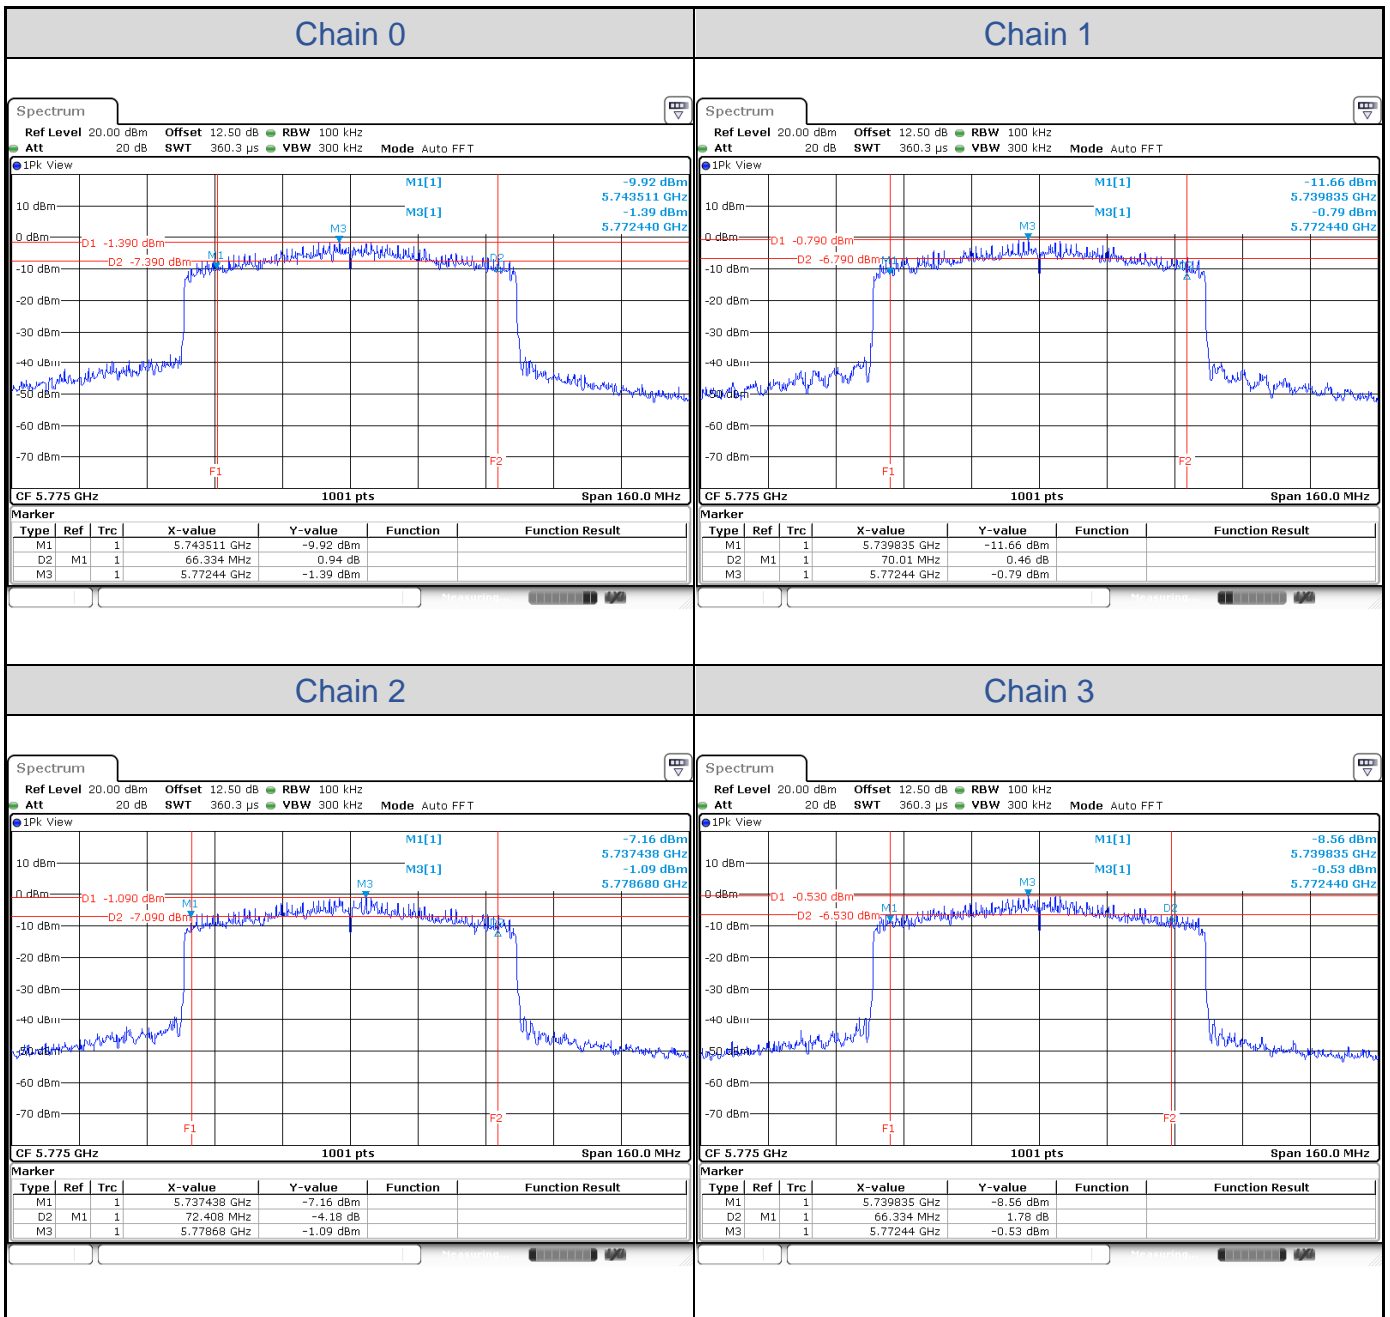 Chain 0
Chain 1
Spectrum
Ref Level 20.00 dBm Offset 12.50 dB RBW 100 kHz
Att 20 dB SWT 360.3 µs VBW 300 kHz Mode Auto FFT
1Pk View
M1[1] -9.92 dBm
5.743511 GHz
M3[1] -1.39 dBm
5.772440 GHz
10 dBm
0 dBm
D1 -1.390 dBm
D2 -7.390 dBm
-10 dBm
-20 dBm
-30 dBm
-40 dBm
-50 dBm
-60 dBm
-70 dBm
M1
M3
D2
F1
F2
CF 5.775 GHz 1001 pts Span 160.0 MHz
Marker
Type Ref Trc X-value Y-value Function Function Result
M1 1 5.743511 GHz -9.92 dBm
D2 M1 1 66.334 MHz 0.94 dB
M3 1 5.77244 GHz -1.39 dBm
Measuring...
Spectrum
Ref Level 20.00 dBm Offset 12.50 dB RBW 100 kHz
Att 20 dB SWT 360.3 µs VBW 300 kHz Mode Auto FFT
1Pk View
M1[1] -11.66 dBm
5.739835 GHz
M3[1] -0.79 dBm
5.772440 GHz
10 dBm
0 dBm
D1 -0.790 dBm
D2 -6.790 dBm
-10 dBm
-20 dBm
-30 dBm
-40 dBm
-50 dBm
-60 dBm
-70 dBm
M3
F1
F2
CF 5.775 GHz 1001 pts Span 160.0 MHz
Marker
Type Ref Trc X-value Y-value Function Function Result
M1 1 5.739835 GHz -11.66 dBm
D2 M1 1 70.01 MHz 0.46 dB
M3 1 5.77244 GHz -0.79 dBm
Measuring...
Chain 2
Chain 3
Spectrum
Ref Level 20.00 dBm Offset 12.50 dB RBW 100 kHz
Att 20 dB SWT 360.3 µs VBW 300 kHz Mode Auto FFT
1Pk View
M1[1] -7.16 dBm
5.737438 GHz
M3[1] -1.09 dBm
5.778680 GHz
10 dBm
0 dBm
D1 -1.090 dBm
D2 -7.090 dBm
-10 dBm
-20 dBm
-30 dBm
-40 dBm
-50 dBm
-60 dBm
-70 dBm
M1
M3
F1
F2
CF 5.775 GHz 1001 pts Span 160.0 MHz
Marker
Type Ref Trc X-value Y-value Function Function Result
M1 1 5.737438 GHz -7.16 dBm
D2 M1 1 72.408 MHz -4.18 dB
M3 1 5.77868 GHz -1.09 dBm
Measuring...
Spectrum
Ref Level 20.00 dBm Offset 12.50 dB RBW 100 kHz
Att 20 dB SWT 360.3 µs VBW 300 kHz Mode Auto FFT
1Pk View
M1[1] -8.56 dBm
5.739835 GHz
M3[1] -0.53 dBm
5.772440 GHz
10 dBm
0 dBm
D1 -0.530 dBm
D2 -6.530 dBm
-10 dBm
-20 dBm
-30 dBm
-40 dBm
-50 dBm
-60 dBm
-70 dBm
M1
M3
D2
F1
F2
CF 5.775 GHz 1001 pts Span 160.0 MHz
Marker
Type Ref Trc X-value Y-value Function Function Result
M1 1 5.739835 GHz -8.56 dBm
D2 M1 1 66.334 MHz 1.78 dB
M3 1 5.77244 GHz -0.53 dBm
Measuring...